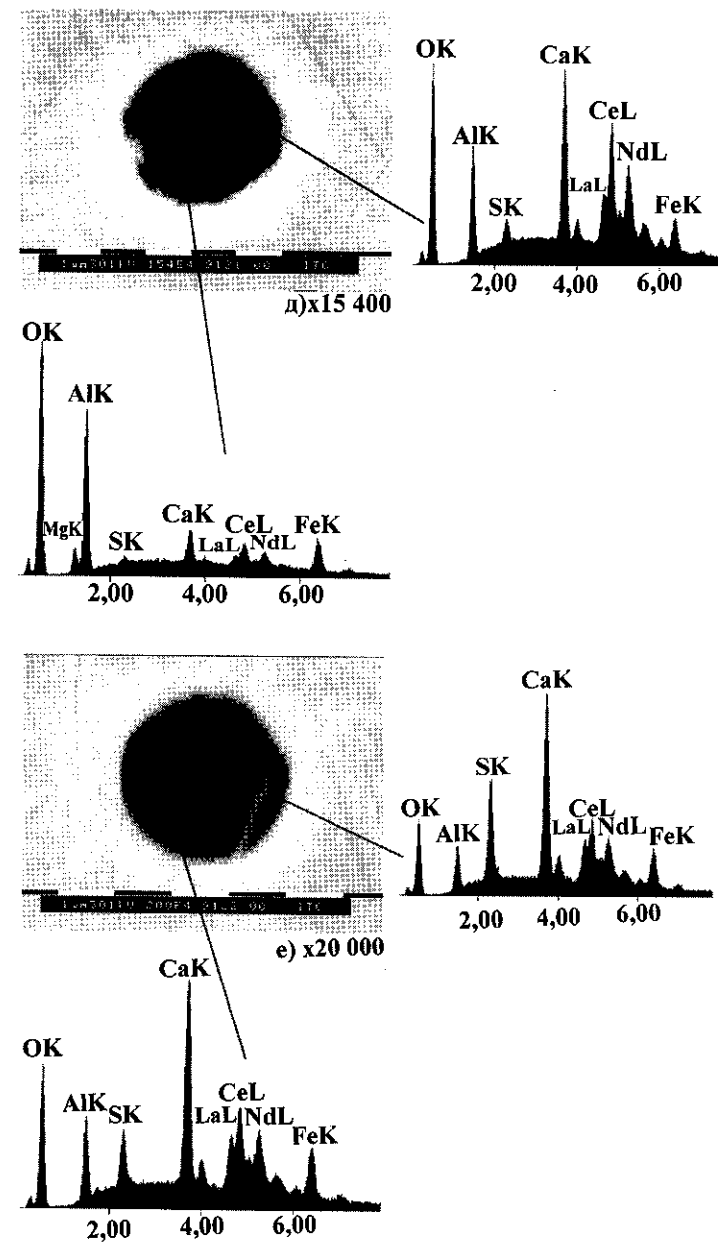 OK
CaK
CeL
AlK
NdL
LaL
SK
FeK
2,00 4,00 6,00
д)x15 400
OK
AlK
MgK
SK
CaK
LaL
CeL
NdL
FeK
2,00 4,00 6,00
CaK
SK
OK
AlK
LaL
CeL
NdL
FeK
2,00 4,00 6,00
е) x20 000
CaK
OK
AlK
SK
LaL
CeL
NdL
FeK
2,00 4,00 6,00